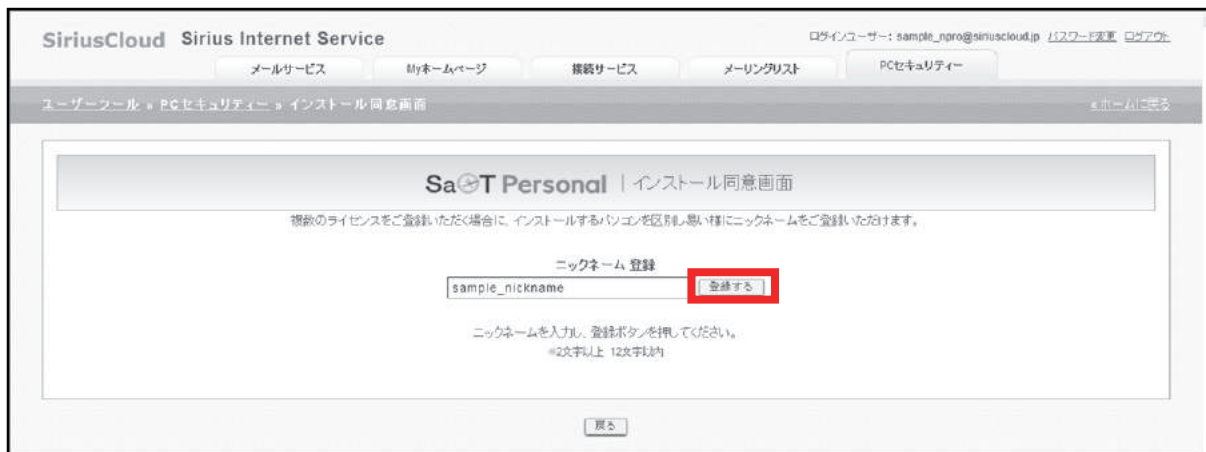 SiriusCloud Sirius Internet Service
ログインユーザー: sample_npro@siriuscloud.jp パスワード変更 ログアウト
メールサービス Myホームページ 接続サービス メーリングリスト PCセキュリティー
ユーザーツール » PCセキュリティー » インストール同意画面 «ホームに戻る
SaAT Personal | インストール同意画面
複数のライセンスをご登録いただく場合に、インストールするパソコンを区別し易い様にニックネームをご登録いただけます。
ニックネーム 登録
sample_nickname 登録する
ニックネームを入力し、登録ボタンを押してください。
※2文字以上 12文字以内
戻る